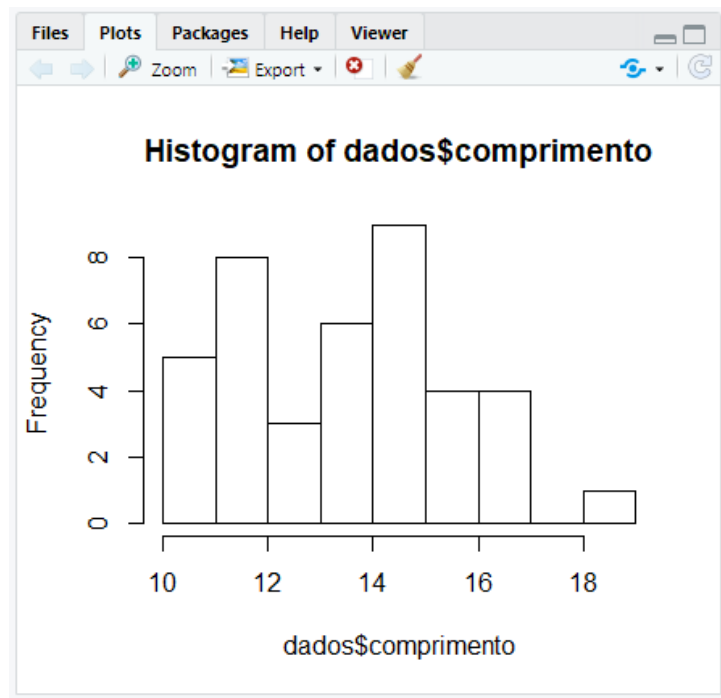 Files Plots Packages Help Viewer
Zoom Export
Histogram of dados$comprimento
Frequency
8
6
4
2
0
10 12 14 16 18
dados$comprimento